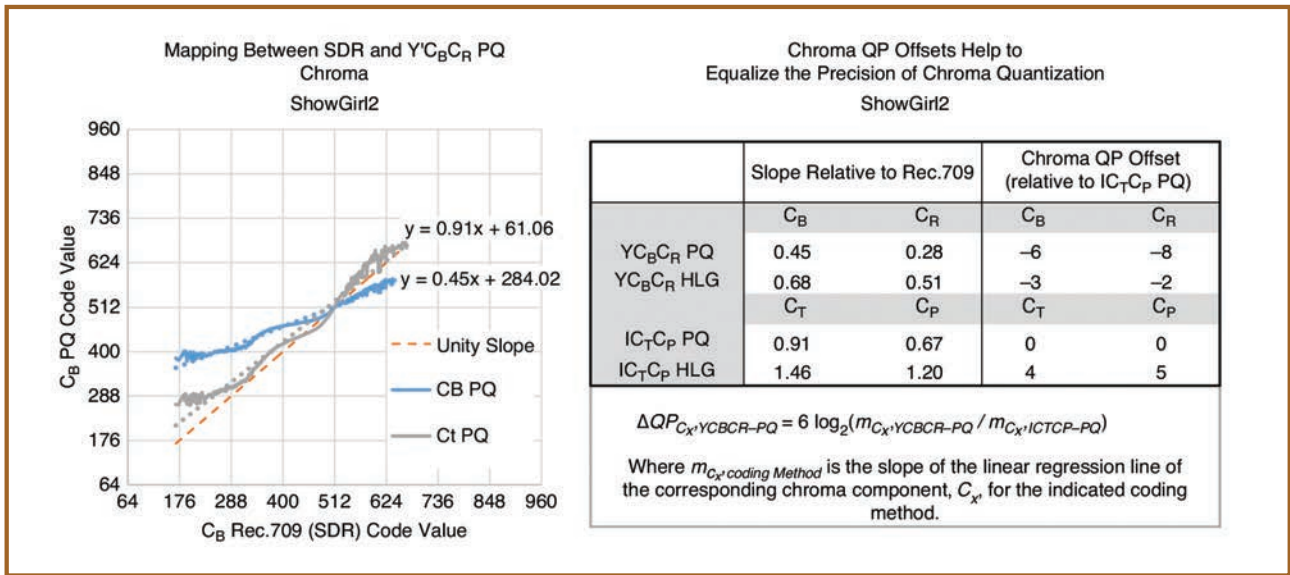 Mapping Between SDR and Y'CBCR PQ
Chroma
ShowGirl2
960
848
736
624
512
400
288
176
64
64 176 288 400 512 624 736 848 960
CB PQ Code Value
CB Rec.709 (SDR) Code Value
y = 0.91x + 61.06
y = 0.45x + 284.02
Unity Slope
CB PQ
Ct PQ
Chroma QP Offsets Help to
Equalize the Precision of Chroma Quantization
ShowGirl2
Slope Relative to Rec.709 Chroma QP Offset
(relative to ICTCP PQ)
CB CR CB CR
YCBCR PQ 0.45 0.28 –6 –8
YCBCR HLG 0.68 0.51 –3 –2
CT CP CT CP
ICTCP PQ 0.91 0.67 0 0
ICTCP HLG 1.46 1.20 4 5
ΔQPCx,YCBCR–PQ = 6 log2(mCx,YCBCR–PQ / mCx,ICTCP–PQ)
Where mCx,coding Method is the slope of the linear regression line of
the corresponding chroma component, Cx, for the indicated coding
method.